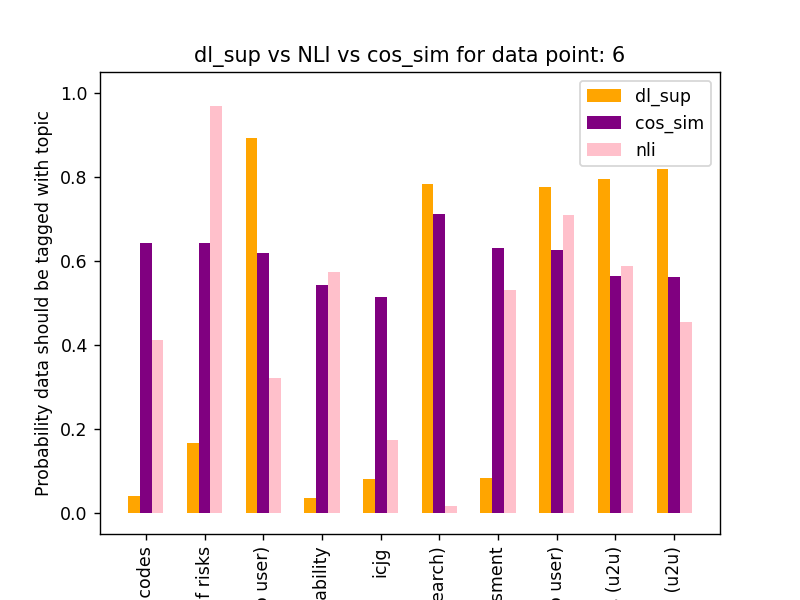 dl_sup vs NLI vs cos_sim for data point: 6
Probability data should be tagged with topic
1.0
0.8
0.6
0.4
0.2
0.0
dl_sup
cos_sim
nli
codes
f risks
user)
ability
icjg
earch)
sment
user)
(u2u)
(u2u)